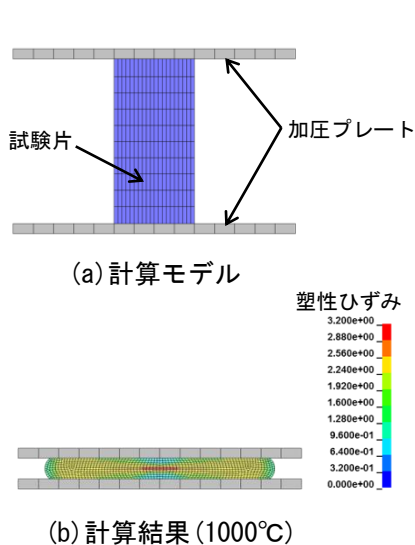 試験片
加圧プレート
(a)計算モデル
塑性ひずみ
3.200e+00
2.880e+00
2.560e+00
2.240e+00
1.920e+00
1.600e+00
1.280e+00
9.600e-01
6.400e-01
3.200e-01
0.000e+00
(b)計算結果(1000℃)